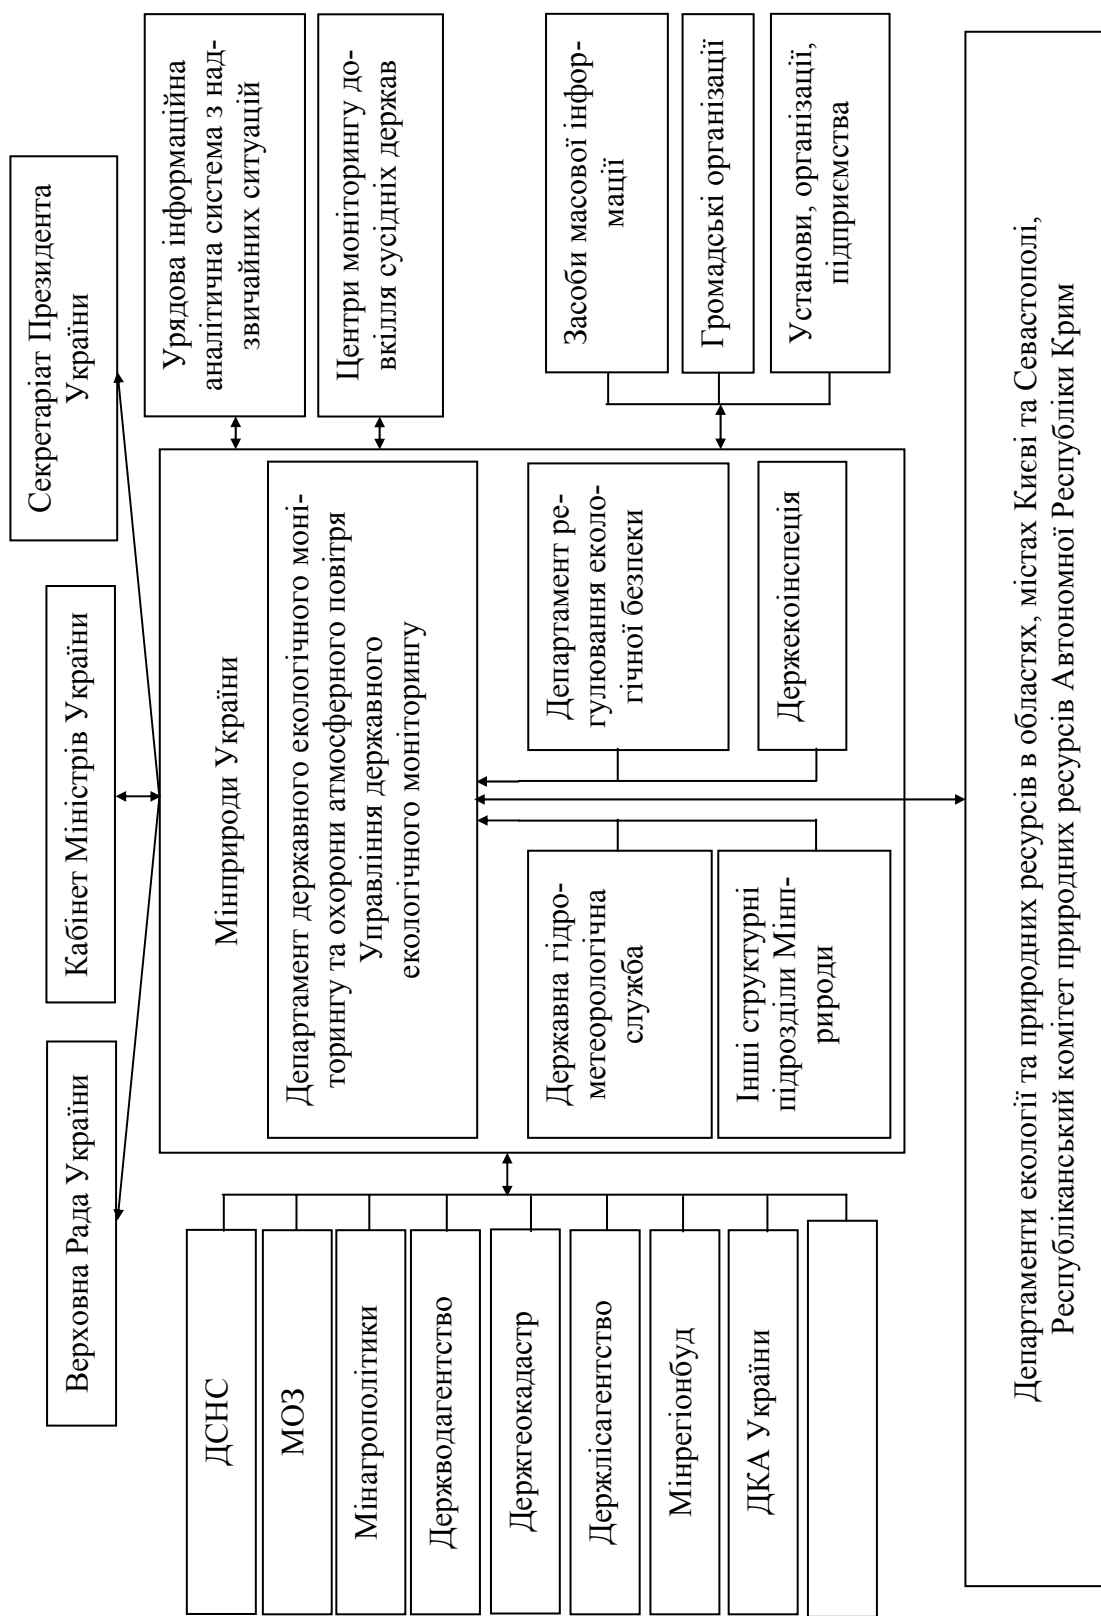 Верховна Рада України
Кабінет Міністрів України
Секретаріат Президента
України
ДСНС
МОЗ
Мінагрополітики
Держводагентство
Держгеокадастр
Держлісагентство
Мінрегіонбуд
ДКА України
Мінприроди України
Департамент державного екологічного моні-
торингу та охорони атмосферного повітря
Управління державного
екологічного моніторингу
Державна гідро-
метеорологічна
служба
Інші структурні
підрозділи Мінп-
рироди
Департамент ре-
гулювання еколо-
гічної безпеки
Держекоінспеція
Урядова інформаційна
аналітична система з над-
звичайних ситуацій
Центри моніторингу до-
вкілля сусідніх держав
Засоби масової інфор-
мації
Громадські організації
Установи, організації,
підприємства
Департаменти екології та природних ресурсів в областях, містах Києві та Севастополі,
Республіканський комітет природних ресурсів Автономної Республіки Крим